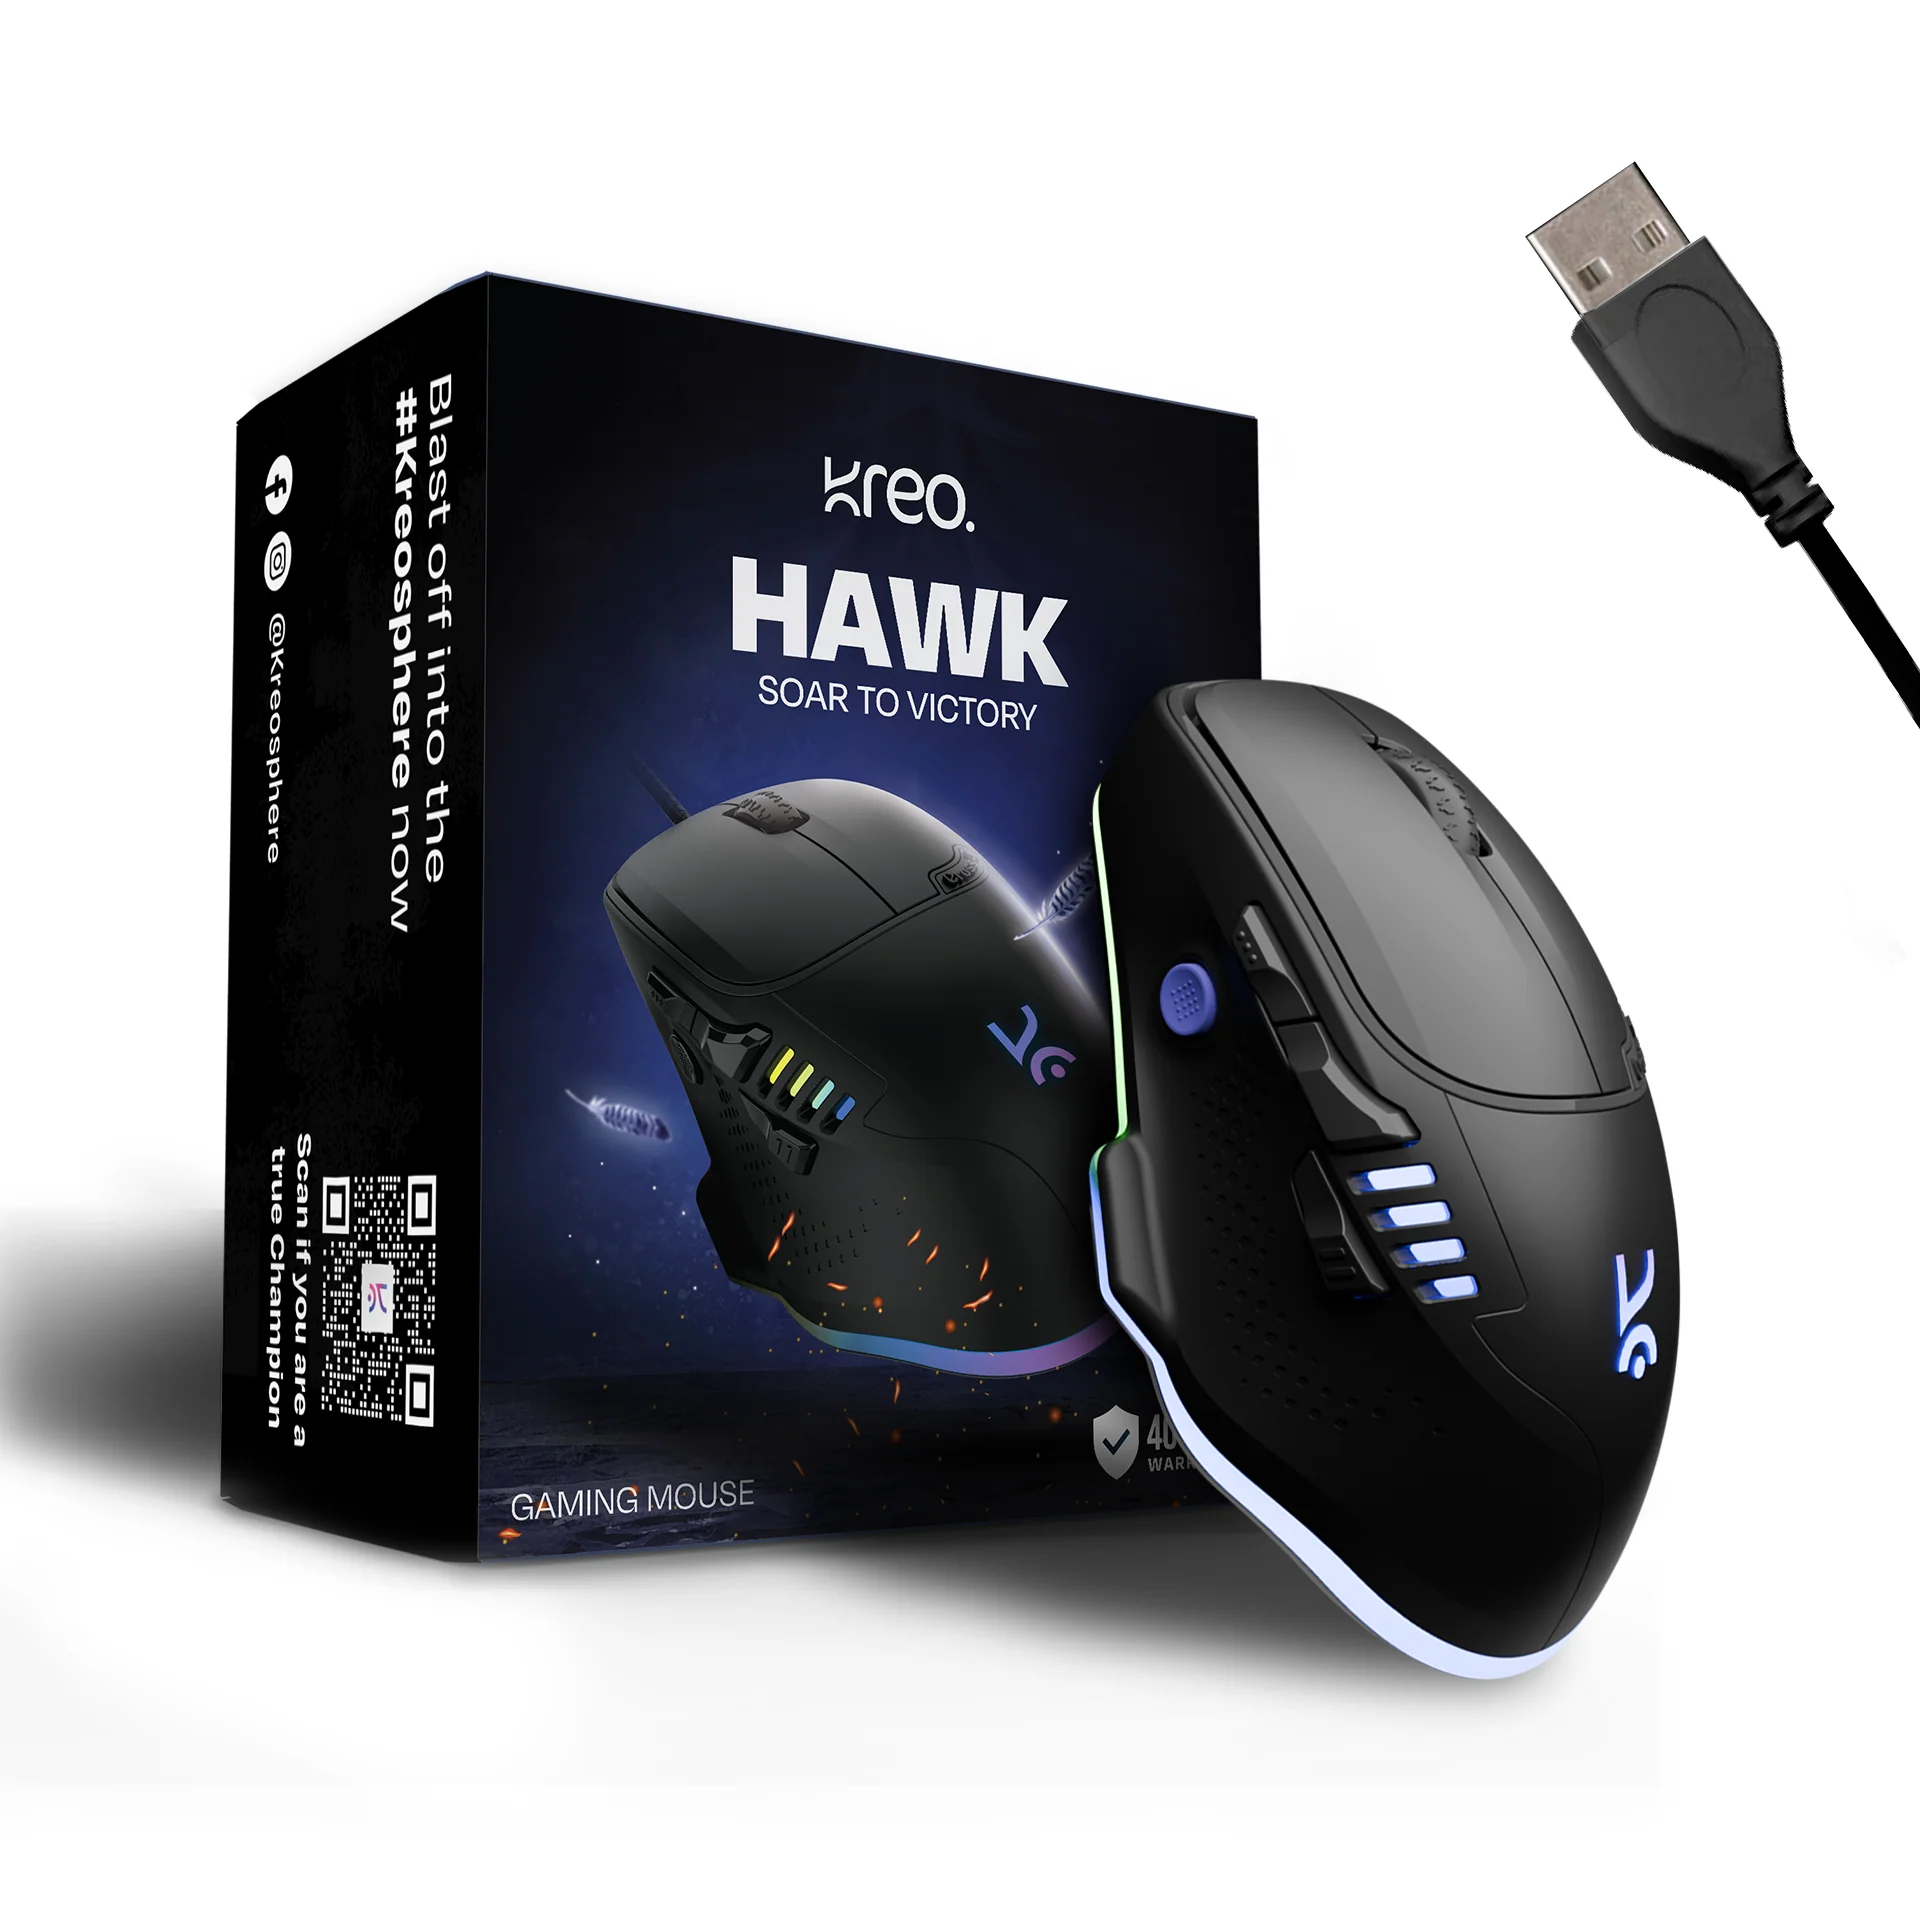 Blast off into the
#Kreosphere now
@kreosphere
Scan if you are a
true Champion
kreo.
HAWK
SOAR TO VICTORY
GAMING MOUSE